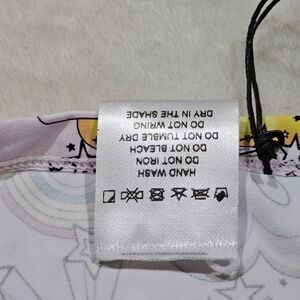 HAND WASH
DO NOT IRON
DO NOT BLEACH
DO NOT TUMBLE DRY
DO NOT WRING
DRY IN THE SHADE